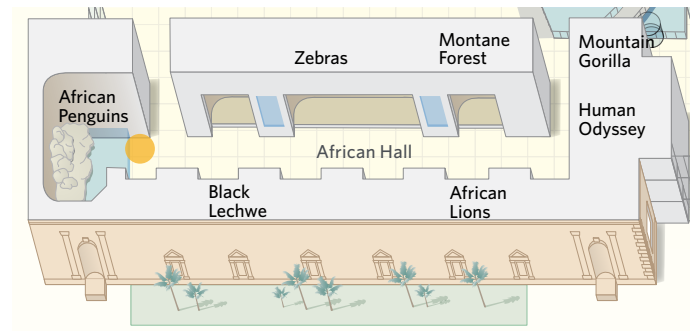 Zebras
Montane
Forest
Mountain
Gorilla
African
Penguins
Human
Odyssey
African Hall
Black
Lechwe
African
Lions